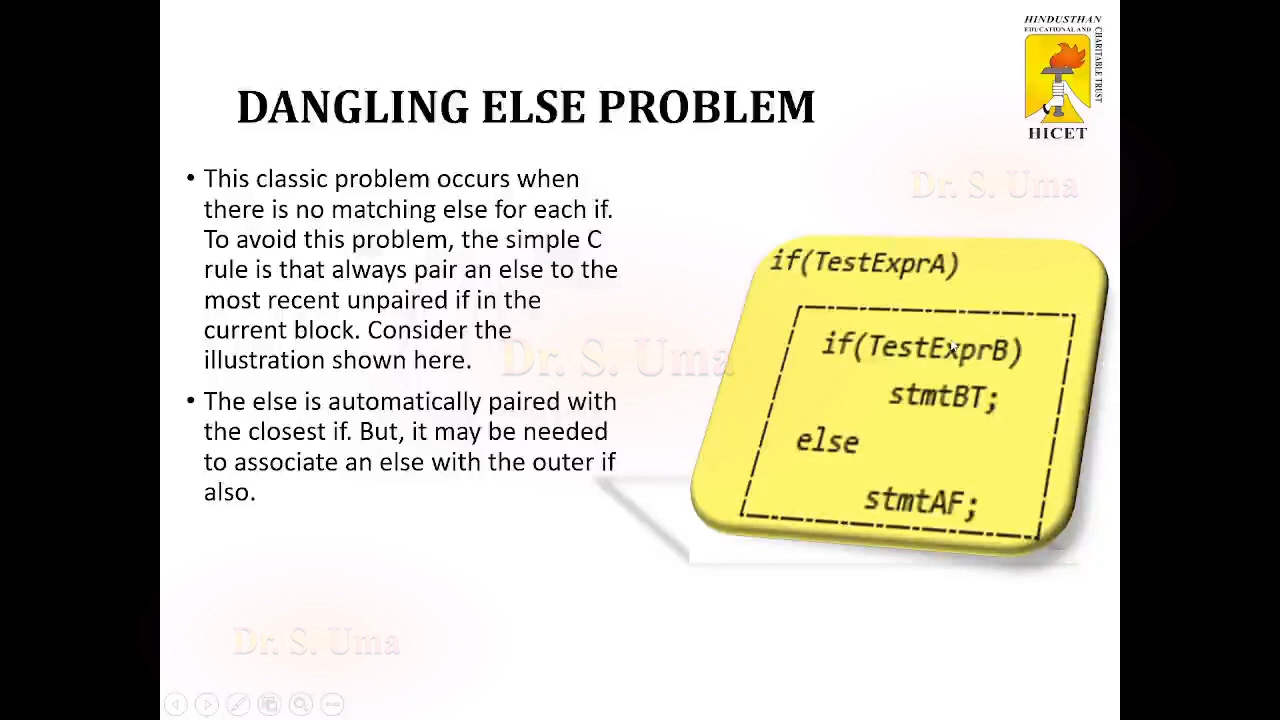 HINDUSTHAN
EDUCATIONAL AND
CHARITABLE TRUST
HICET
DANGLING ELSE PROBLEM
• This classic problem occurs when
there is no matching else for each if.
To avoid this problem, the simple C
rule is that always pair an else to the
most recent unpaired if in the
current block. Consider the
illustration shown here.
• The else is automatically paired with
the closest if. But, it may be needed
to associate an else with the outer if
also.
Dr. S. Uma
if(TestExprA)
if(TestExprB)
stmtBT;
else
stmtAF;
Dr. S. Uma
Dr. S. Uma